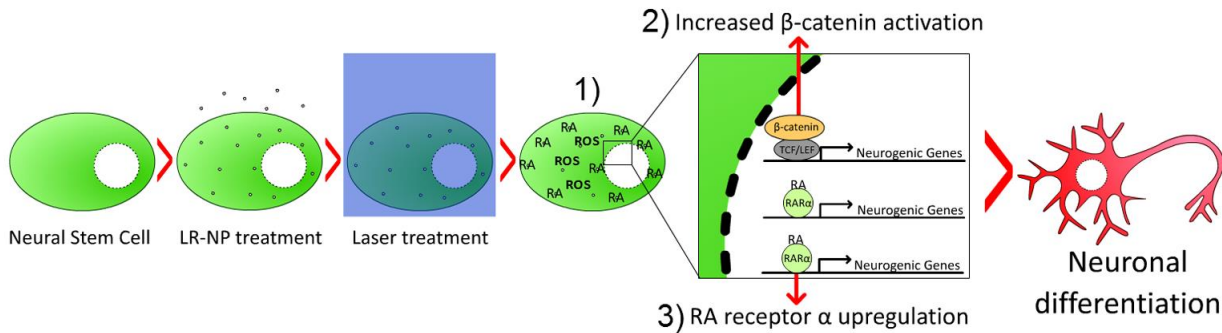 2) Increased β-catenin activation
1)
RA RA
RA ROS RA
RA ROS RA RA
ROS
RA RA
β-catenin
TCF/LEF
Neurogenic Genes
RA
RARα
Neurogenic Genes
RA
RARα
Neurogenic Genes
Neural Stem Cell
LR-NP treatment
Laser treatment
3) RA receptor α upregulation
Neuronal
differentiation